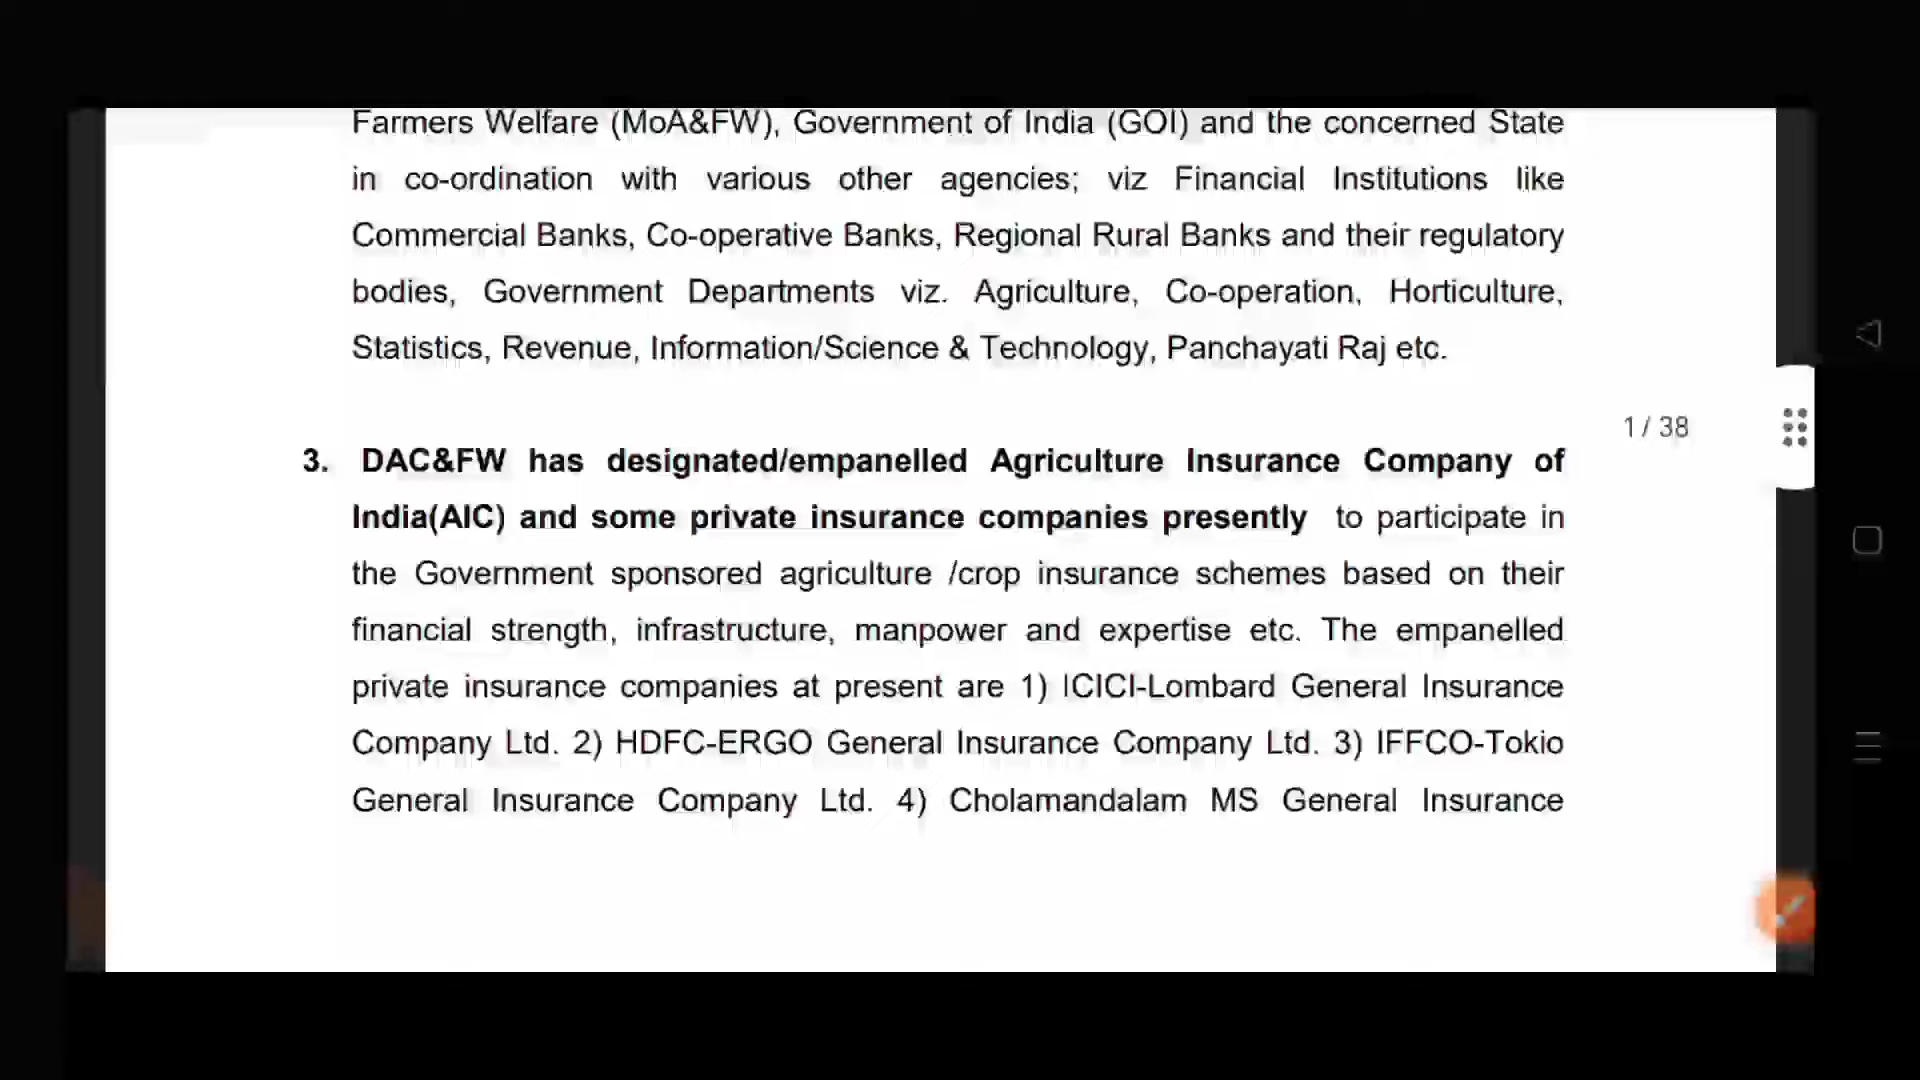 Farmers Welfare (MoA&FW), Government of India (GOI) and the concerned State
in co-ordination with various other agencies; viz Financial Institutions like
Commercial Banks, Co-operative Banks, Regional Rural Banks and their regulatory
bodies, Government Departments viz. Agriculture, Co-operation, Horticulture,
Statistics, Revenue, Information/Science & Technology, Panchayati Raj etc.
1 / 38
3. DAC&FW has designated/empanelled Agriculture Insurance Company of
India(AIC) and some private insurance companies presently to participate in
the Government sponsored agriculture /crop insurance schemes based on their
financial strength, infrastructure, manpower and expertise etc. The empanelled
private insurance companies at present are 1) ICICI-Lombard General Insurance
Company Ltd. 2) HDFC-ERGO General Insurance Company Ltd. 3) IFFCO-Tokio
General Insurance Company Ltd. 4) Cholamandalam MS General Insurance